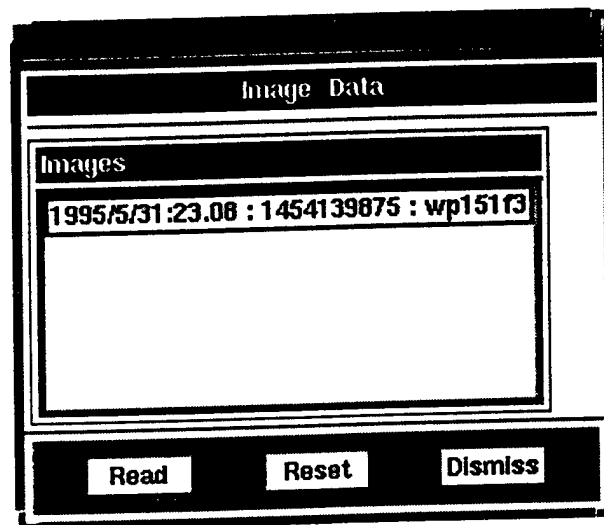 Image Data
Images
1995/5/31:23.08 : 1454139875 : wp151f3
Read Reset Dismiss